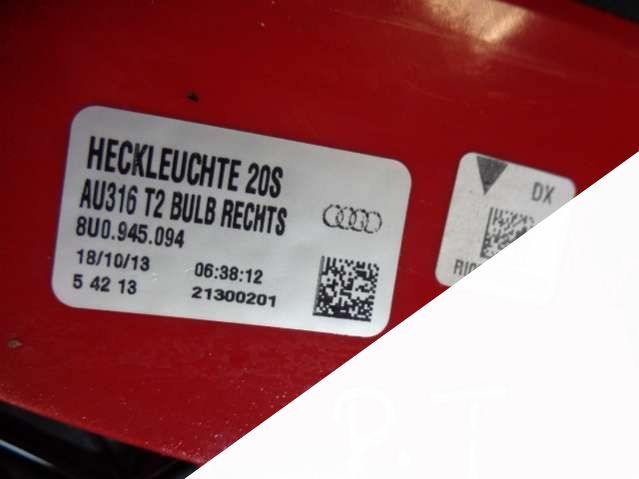 HECKLEUCHTE 20S
AU316 T2 BULB RECHTS
8U0.945.094
18/10/13 06:38:12
5 42 13 21300201
DX
P.T